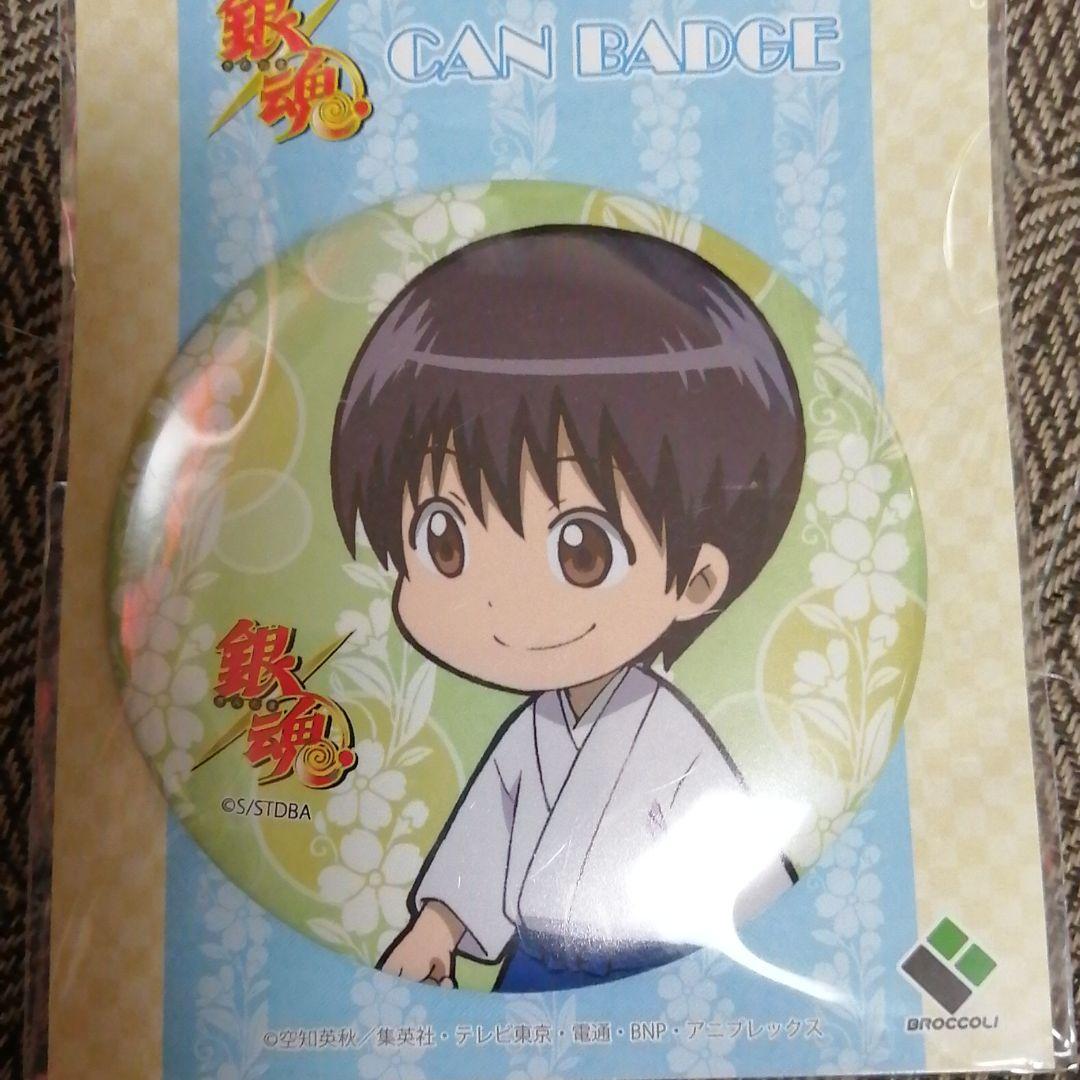 銀魂
CAN BADGE
銀魂
©S/STDBA
BROCCOLI
©空知英秋／集英社・テレビ東京・電通・BNP・アニプレックス